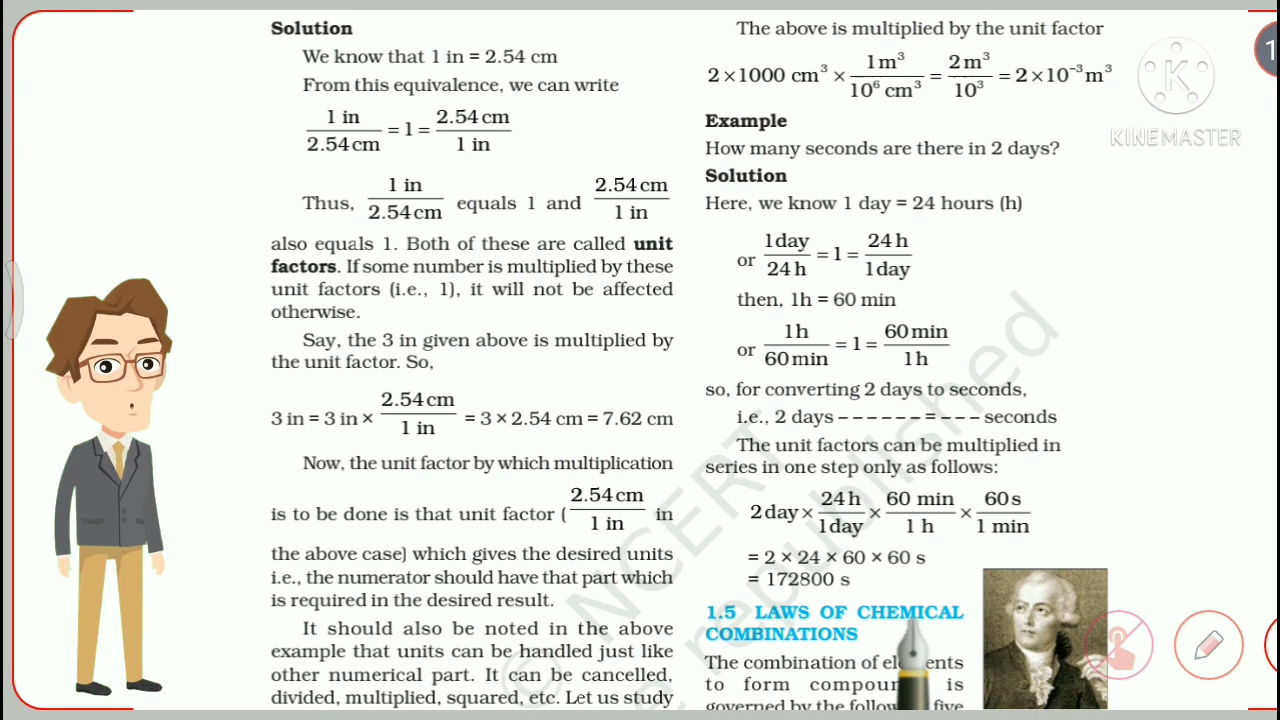 Solution
We know that 1 in = 2.54 cm
From this equivalence, we can write
1 in / 2.54 cm = 1 = 2.54 cm / 1 in
Thus, 1 in / 2.54 cm equals 1 and 2.54 cm / 1 in
also equals 1. Both of these are called unit
factors. If some number is multiplied by these
unit factors (i.e., 1), it will not be affected
otherwise.
Say, the 3 in given above is multiplied by
the unit factor. So,
3 in = 3 in × 2.54 cm / 1 in = 3 × 2.54 cm = 7.62 cm
Now, the unit factor by which multiplication
is to be done is that unit factor ( 2.54 cm / 1 in in
the above case) which gives the desired units
i.e., the numerator should have that part which
is required in the desired result.
It should also be noted in the above
example that units can be handled just like
other numerical part. It can be cancelled,
divided, multiplied, squared, etc. Let us study
The above is multiplied by the unit factor
2 × 1000 cm³ × 1 m³ / 10⁶ cm³ = 2 m³ / 10³ = 2 × 10⁻³ m³
Example
How many seconds are there in 2 days?
Solution
Here, we know 1 day = 24 hours (h)
or 1day / 24 h = 1 = 24 h / 1day
then, 1h = 60 min
or 1h / 60 min = 1 = 60 min / 1h
so, for converting 2 days to seconds,
i.e., 2 days – – – – – – = – – – seconds
The unit factors can be multiplied in
series in one step only as follows:
2 day × 24 h / 1day × 60 min / 1 h × 60 s / 1 min
= 2 × 24 × 60 × 60 s
= 172800 s
1.5 LAWS OF CHEMICAL
COMBINATIONS
The combination of
to form is
governed by the five
KINEMASTER
© NCERT
republished